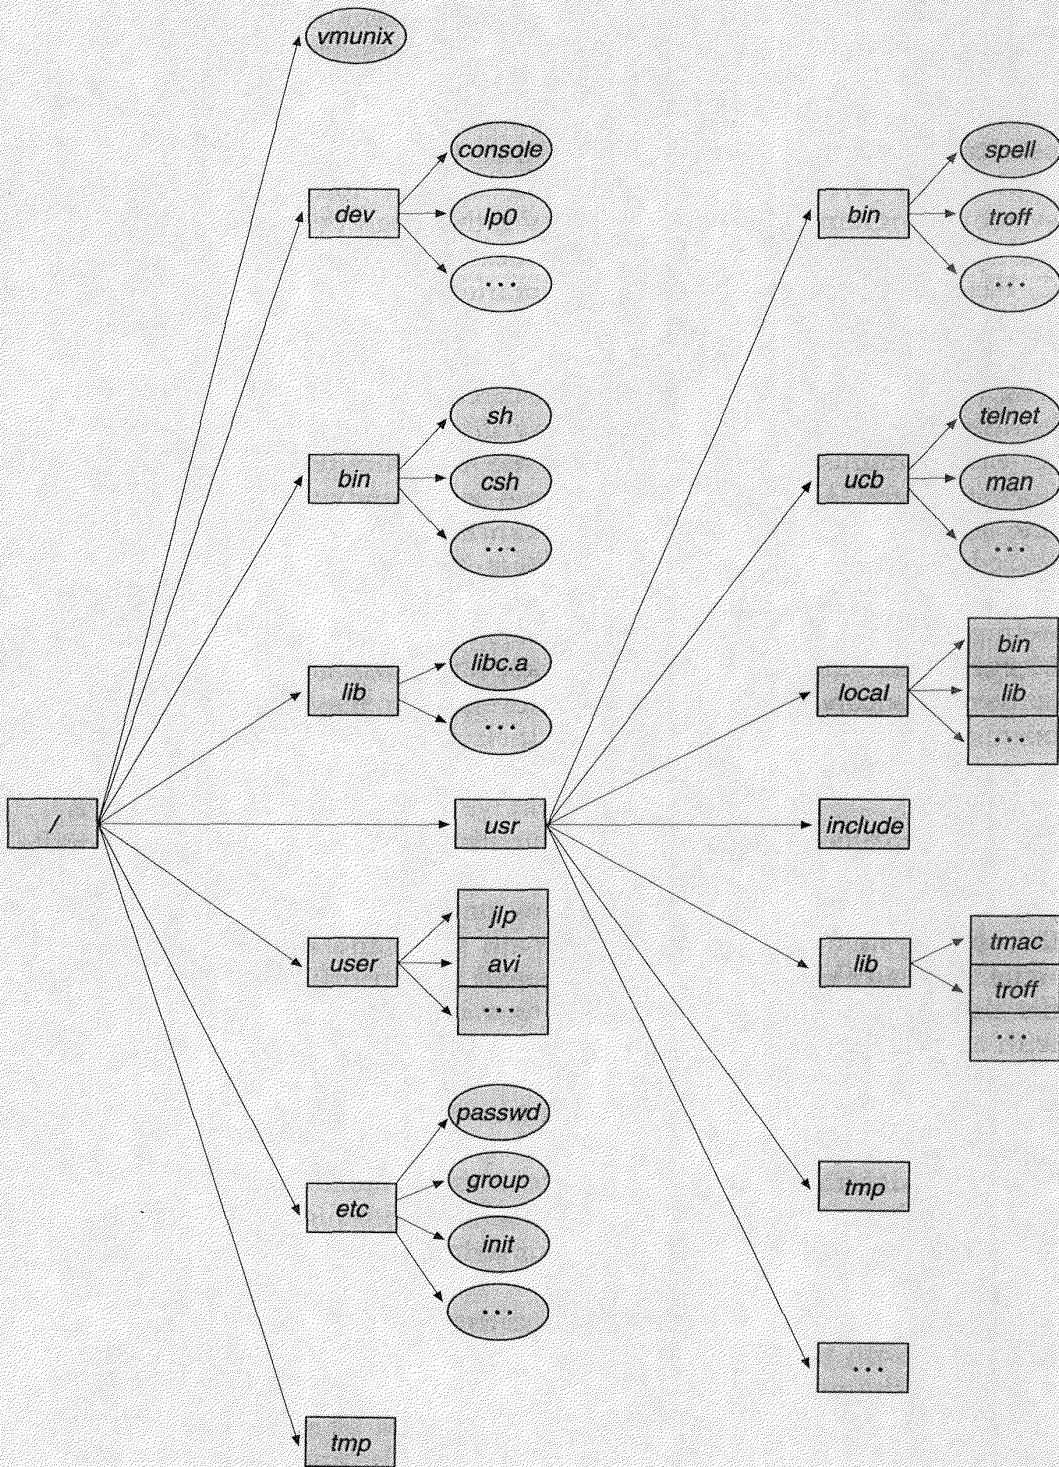 vmunix
console
dev
lp0
...
sh
bin
csh
...
libc.a
lib
...
/
usr
jlp
user
avi
...
passwd
group
etc
init
...
tmp
spell
bin
troff
...
telnet
ucb
man
...
bin
local
lib
...
include
tmac
lib
troff
...
tmp
...